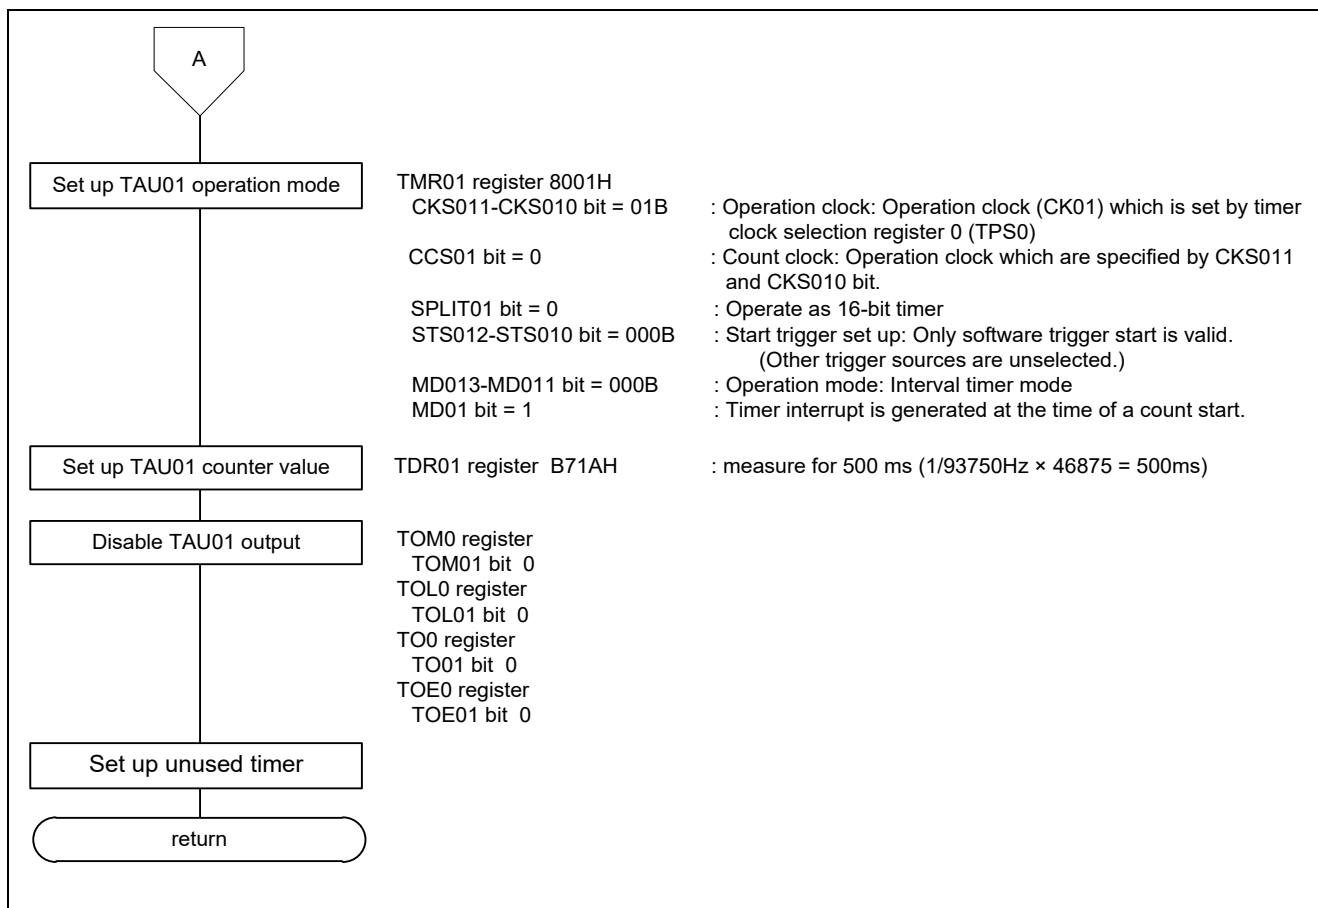 A
Set up TAU01 operation mode
TMR01 register 8001H
CKS011-CKS010 bit = 01B : Operation clock: Operation clock (CK01) which is set by timer
clock selection register 0 (TPS0)
CCS01 bit = 0 : Count clock: Operation clock which are specified by CKS011
and CKS010 bit.
SPLIT01 bit = 0 : Operate as 16-bit timer
STS012-STS010 bit = 000B : Start trigger set up: Only software trigger start is valid.
(Other trigger sources are unselected.)
MD013-MD011 bit = 000B : Operation mode: Interval timer mode
MD01 bit = 1 : Timer interrupt is generated at the time of a count start.
Set up TAU01 counter value
TDR01 register B71AH : measure for 500 ms (1/93750Hz × 46875 = 500ms)
Disable TAU01 output
TOM0 register
TOM01 bit 0
TOL0 register
TOL01 bit 0
TO0 register
TO01 bit 0
TOE0 register
TOE01 bit 0
Set up unused timer
return